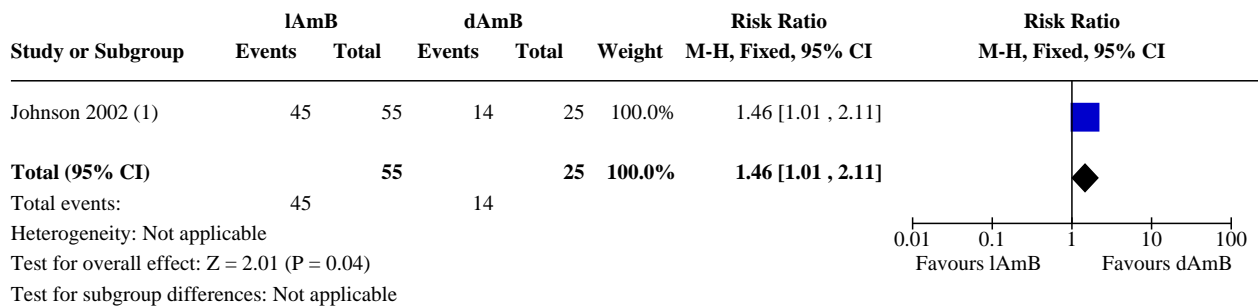 lAmB dAmB Risk Ratio Risk Ratio
Study or Subgroup Events Total Events Total Weight M-H, Fixed, 95% CI M-H, Fixed, 95% CI
Johnson 2002 (1) 45 55 14 25 100.0% 1.46 [1.01 , 2.11]
Total (95% CI) 55 25 100.0% 1.46 [1.01 , 2.11]
Total events: 45 14
Heterogeneity: Not applicable 0.01 0.1 1 10 100
Test for overall effect: Z = 2.01 (P = 0.04) Favours lAmB Favours dAmB
Test for subgroup differences: Not applicable